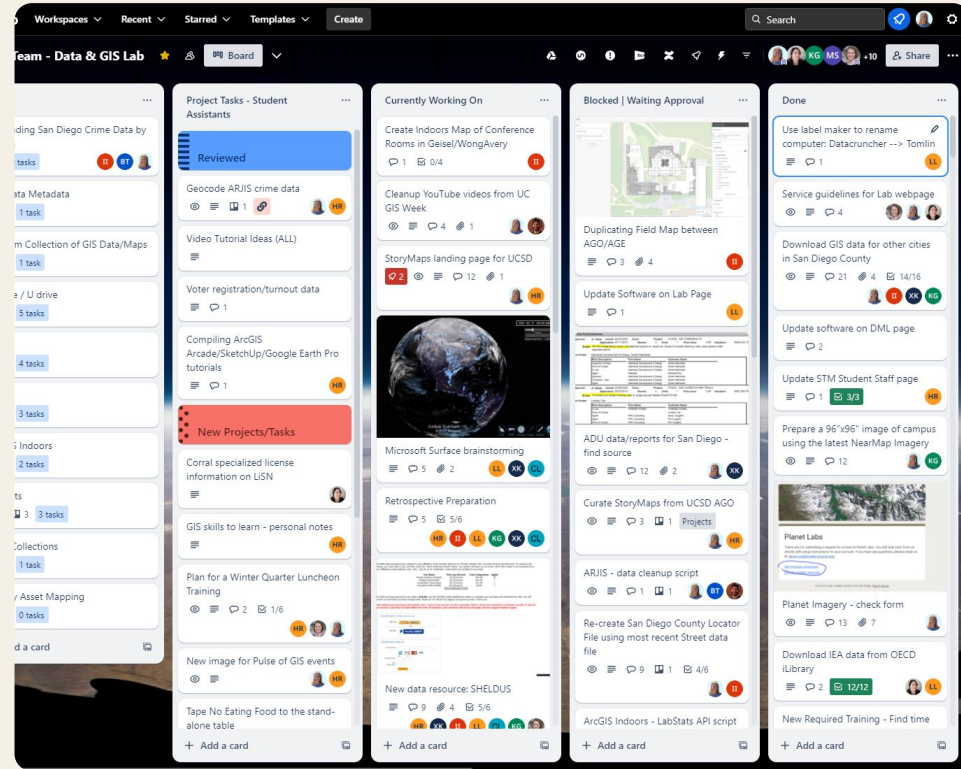 Workspaces Recent Starred Templates Create Search
Team - Data & GIS Lab Board KG MS +10 Share
ding San Diego Crime Data by
tasks BT
ata Metadata
1 task
m Collection of GIS Data/Maps
1 task
e / U drive
5 tasks
4 tasks
3 tasks
S Indoors
2 tasks
ts
3 3 tasks
Collections
1 task
y Asset Mapping
0 tasks
d a card
Project Tasks - Student
Assistants
Reviewed
Geocode ARJIS crime data
1 HR
Video Tutorial Ideas (ALL)
Voter registration/turnout data
1
Compiling ArcGIS
Arcade/SketchUp/Google Earth Pro
tutorials
1 HR
New Projects/Tasks
Corral specialized license
information on LiSN
GIS skills to learn - personal notes
HR
Plan for a Winter Quarter Luncheon
Training
2 1/6
HR
New image for Pulse of GIS events
HR
Tape No Eating Food to the stand-
alone table
+ Add a card
Currently Working On
Create Indoors Map of Conference
Rooms in Geisel/WongAvery
1 0/4 II
Cleanup YouTube videos from UC
GIS Week
4 1
StoryMaps landing page for UCSD
2 12 1
HR
Microsoft Surface brainstorming
5 2 LL XK CL
Retrospective Preparation
5 5/6
HR II LL KG XK CL
New data resource: SHELDUS
9 4 5/6
HR XK II LL CL KG
+ Add a card
Blocked | Waiting Approval
Duplicating Field Map between
AGO/AGE
3 4 II
Update Software on Lab Page
1 LL
ADU data/reports for San Diego -
find source
12 2 XK
Curate StoryMaps from UCSD AGO
3 1 Projects
HR
ARJIS - data cleanup script
1 1 BT
Re-create San Diego County Locator
File using most recent Street data
file
9 1 4/6
II
ArcGIS Indoors - LabStats API script
+ Add a card
Done
Use label maker to rename
computer: Datacruncher --> Tomlin
1 LL
Service guidelines for Lab webpage
4
Download GIS data for other cities
in San Diego County
21 4 14/16
II XK KG
Update software on DML page
2
Update STM Student Staff page
1 3/3 HR
Prepare a 96"x96" image of campus
using the latest NearMap Imagery
12 KG
Planet Labs
Planet Imagery - check form
13 7
Download IEA data from OECD
iLibrary
2 12/12 LL
New Required Training - Find time
+ Add a card